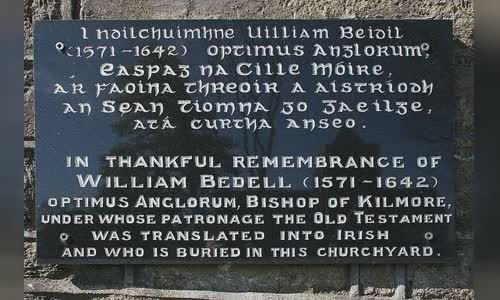 I ndilchuimhne Uilliam Beidil
(1571-1642) optimus Anglorum,
Easpag na Cille Móire,
ar faoina threoir a aistríodh
an Sean Tiomna go Gaeilge,
atá curtha anseo.
IN THANKFUL REMEMBRANCE OF
WILLIAM BEDELL (1571-1642)
OPTIMUS ANGLORUM, BISHOP OF KILMORE,
UNDER WHOSE PATRONAGE THE OLD TESTAMENT
WAS TRANSLATED INTO IRISH
AND WHO IS BURIED IN THIS CHURCHYARD.